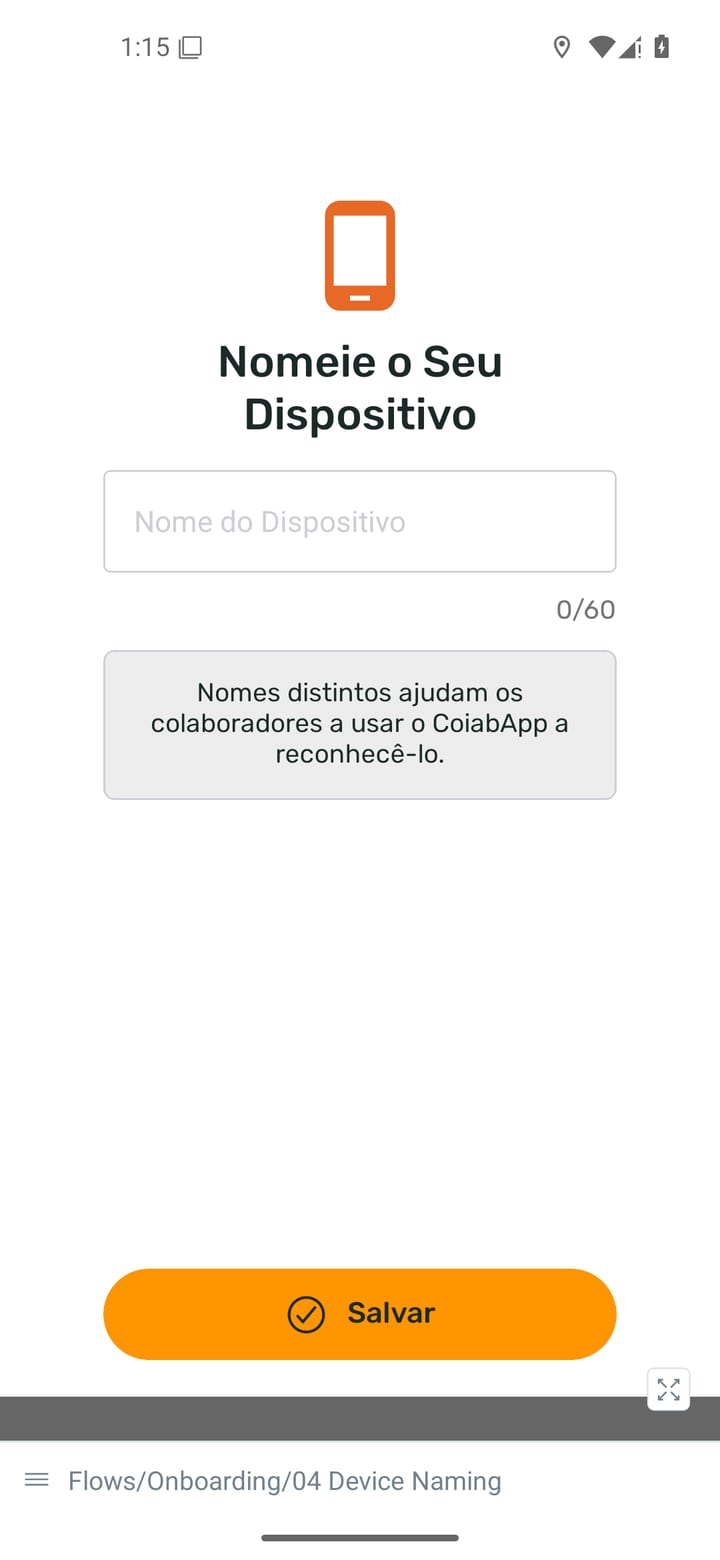 1:15
Nomeie o Seu
Dispositivo
Nome do Dispositivo
0/60
Nomes distintos ajudam os
colaboradores a usar o CoiabApp a
reconhecê-lo.
Salvar
Flows/Onboarding/04 Device Naming